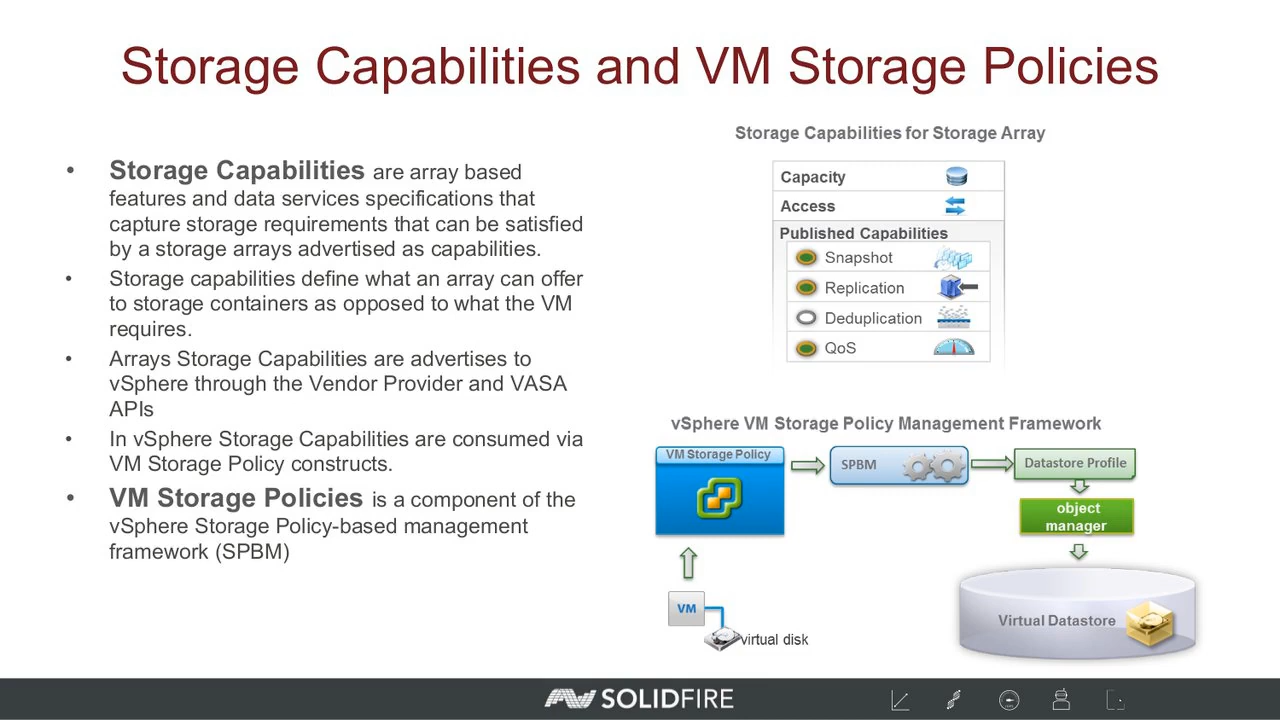 Storage Capabilities and VM Storage Policies
• Storage Capabilities are array based
features and data services specifications that
capture storage requirements that can be satisfied
by a storage arrays advertised as capabilities.
• Storage capabilities define what an array can offer
to storage containers as opposed to what the VM
requires.
• Arrays Storage Capabilities are advertises to
vSphere through the Vendor Provider and VASA
APIs
• In vSphere Storage Capabilities are consumed via
VM Storage Policy constructs.
• VM Storage Policies is a component of the
vSphere Storage Policy-based management
framework (SPBM)
Storage Capabilities for Storage Array
Capacity
Access
Published Capabilities
Snapshot
Replication
Deduplication
QoS
vSphere VM Storage Policy Management Framework
VM Storage Policy
SPBM
Datastore Profile
object
manager
Virtual Datastore
VM
virtual disk
SOLIDFIRE